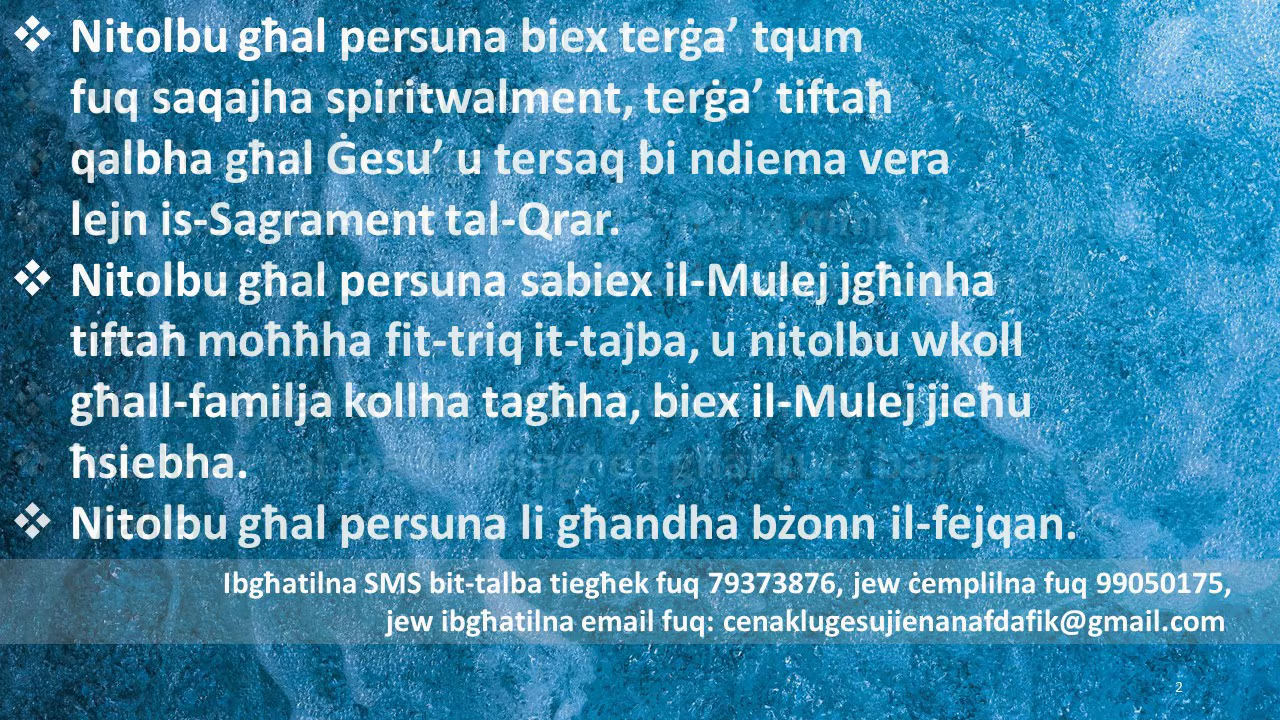 ❖ Nitolbu għal persuna biex terġa’ tqum
fuq saqajha spiritwalment, terġa’ tiftaħ
qalbha għal Ġesu’ u tersaq bi ndiema vera
lejn is-Sagrament tal-Qrar.
❖ Nitolbu għal persuna sabiex il-Mulej jgħinha
tiftaħ moħħha fit-triq it-tajba, u nitolbu wkoll
għall-familja kollha tagħha, biex il-Mulej jieħu
ħsiebha.
❖ Nitolbu għal persuna li għandha bżonn il-fejqan.
Ibgħatilna SMS bit-talba tiegħek fuq 79373876, jew ċemplilna fuq 99050175,
jew ibgħatilna email fuq: cenaklugesujienanafdafik@gmail.com
2